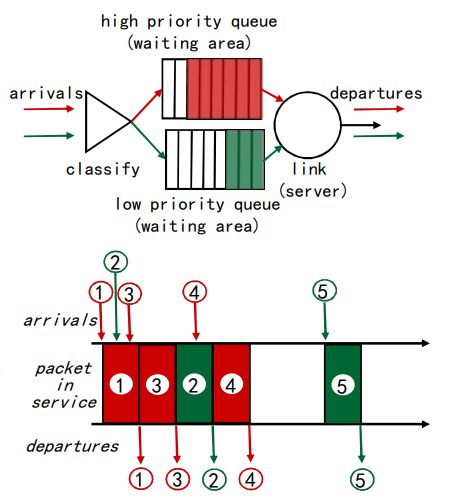 high priority queue
(waiting area)
arrivals
departures
classify
link
(server)
low priority queue
(waiting area)
2
1
3
4
5
arrivals
packet
in
service
1
3
2
4
5
departures
1
3
2
4
5